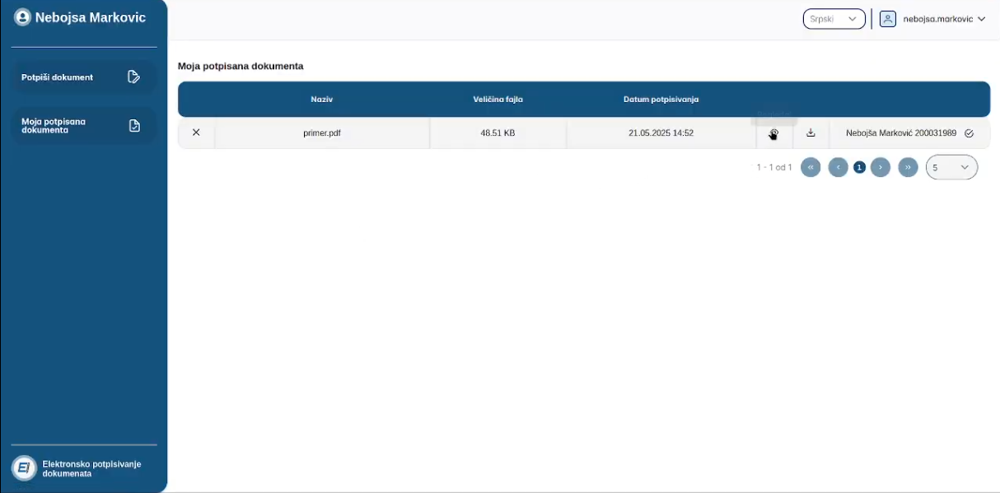 Nebojsa Markovic
Srpski
nebojsa.markovic
Potpiši dokument
Moja potpisana
dokumenta
Moja potpisana dokumenta
Naziv Veličina fajla Datum potpisivanja
primer.pdf 48.51 KB 21.05.2025 14:52 Nebojša Marković 200031989
1 - 1 od 1 « ‹ 1 › » 5
EI
Elektronsko potpisivanje
dokumenata